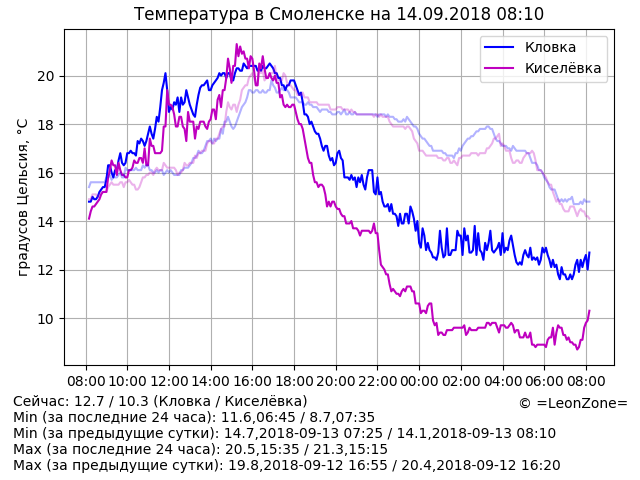 Температура в Смоленске на 14.09.2018 08:10
Кловка
Киселёвка
градусов Цельсия, °C
20
18
16
14
12
10
08:00 10:00 12:00 14:00 16:00 18:00 20:00 22:00 00:00 02:00 04:00 06:00 08:00
Сейчас: 12.7 / 10.3 (Кловка / Киселёвка)
© =LeonZone=
Min (за последние 24 часа): 11.6,06:45 / 8.7,07:35
Min (за предыдущие сутки): 14.7,2018-09-13 07:25 / 14.1,2018-09-13 08:10
Max (за последние 24 часа): 20.5,15:35 / 21.3,15:15
Max (за предыдущие сутки): 19.8,2018-09-12 16:55 / 20.4,2018-09-12 16:20